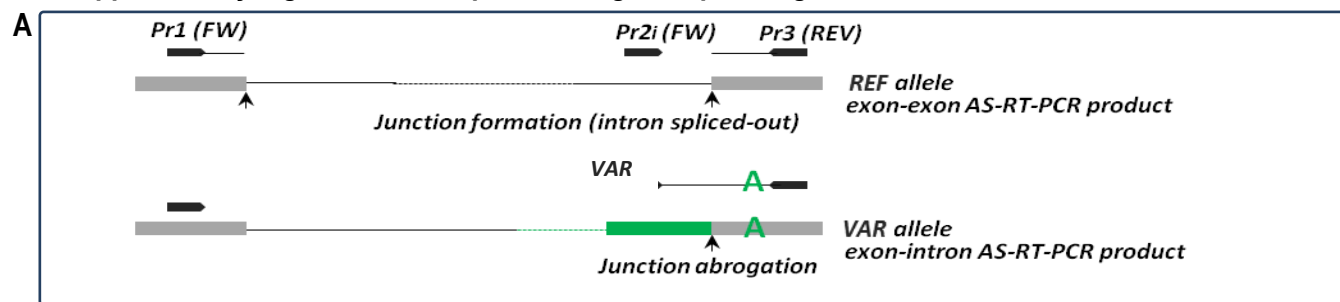 A
Pr1 (FW) Pr2i (FW) Pr3 (REV)
REF allele
exon-exon AS-RT-PCR product
Junction formation (intron spliced-out)
VAR
A
A
VAR allele
exon-intron AS-RT-PCR product
Junction abrogation